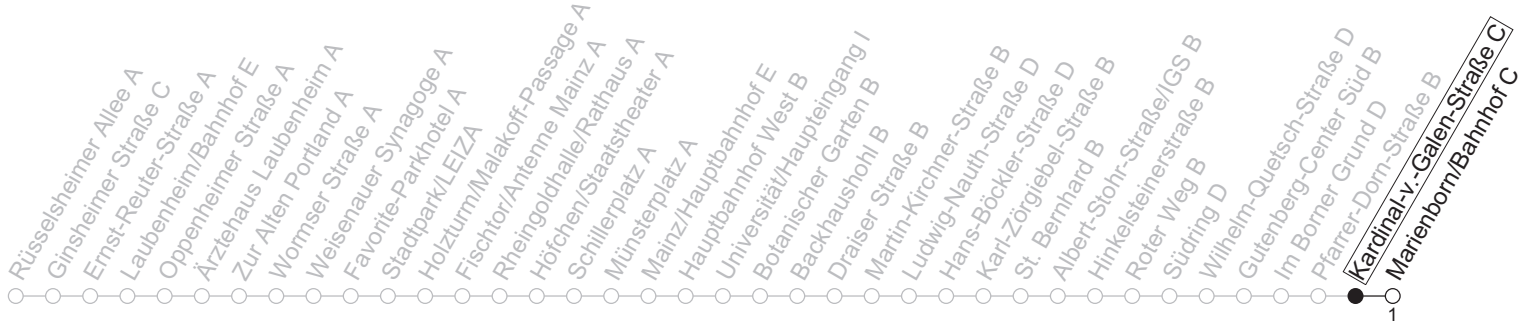 Rüsselsheimer Allee A
Ginsheimer Straße C
Ernst-Reuter-Straße A
Laubenheim/Bahnhof E
Oppenheimer Straße A
Ärztehaus Laubenheim A
Zur Alten Portland A
Wormser Straße A
Weisenauer Synagoge A
Favorite-Parkhotel A
Stadtpark/LEIZA
Holzturm/Malakoff-Passage A
Fischtor/Antenne Mainz A
Rheingoldhalle/Rathaus A
Höfchen/Staatstheater A
Schillerplatz A
Münsterplatz A
Mainz/Hauptbahnhof E
Hauptbahnhof West B
Universität/Haupteingang I
Botanischer Garten B
Backhaushohl B
Draiser Straße B
Martin-Kirchner-Straße B
Ludwig-Nauth-Straße D
Hans-Böckler-Straße D
Karl-Zörgiebel-Straße B
St. Bernhard B
Albert-Stohr-Straße/IGS B
Hinkelsteinerstraße B
Roter Weg B
Südring D
Wilhelm-Quetsch-Straße D
Gutenberg-Center Süd B
Im Borner Grund D
Pfarrer-Dorn-Straße B
Kardinal-v.-Galen-Straße C
Marienborn/Bahnhof C
1